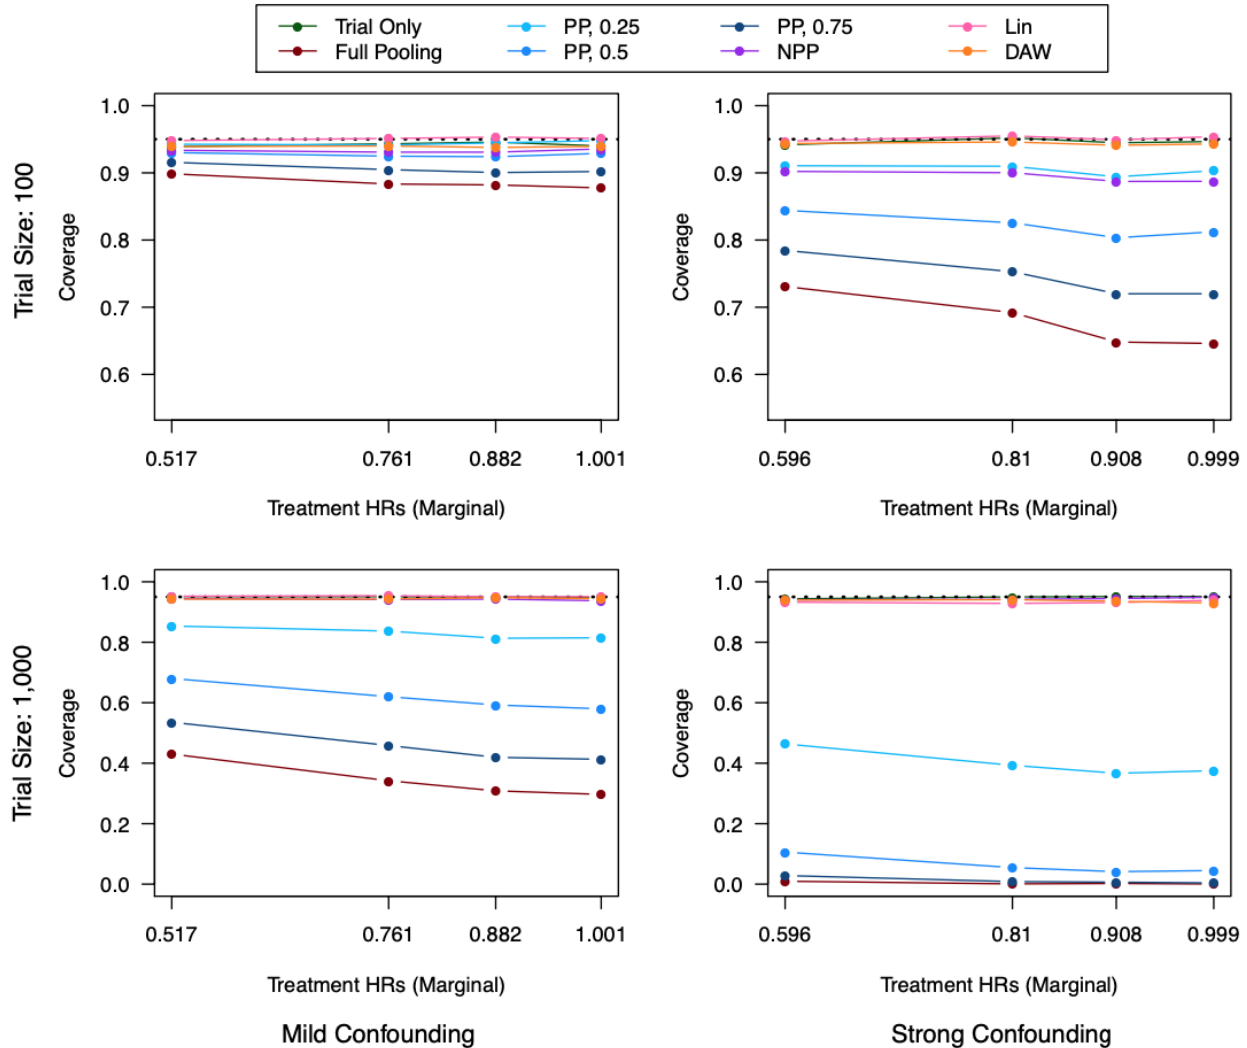 Trial Only PP, 0.25 PP, 0.75 Lin
Full Pooling PP, 0.5 NPP DAW
Trial Size: 100
Coverage
1.0
0.9
0.8
0.7
0.6
0.517 0.761 0.882 1.001
Treatment HRs (Marginal)
Coverage
1.0
0.9
0.8
0.7
0.6
0.596 0.81 0.908 0.999
Treatment HRs (Marginal)
Trial Size: 1,000
Coverage
1.0
0.8
0.6
0.4
0.2
0.0
0.517 0.761 0.882 1.001
Treatment HRs (Marginal)
Mild Confounding
Coverage
1.0
0.8
0.6
0.4
0.2
0.0
0.596 0.81 0.908 0.999
Treatment HRs (Marginal)
Strong Confounding